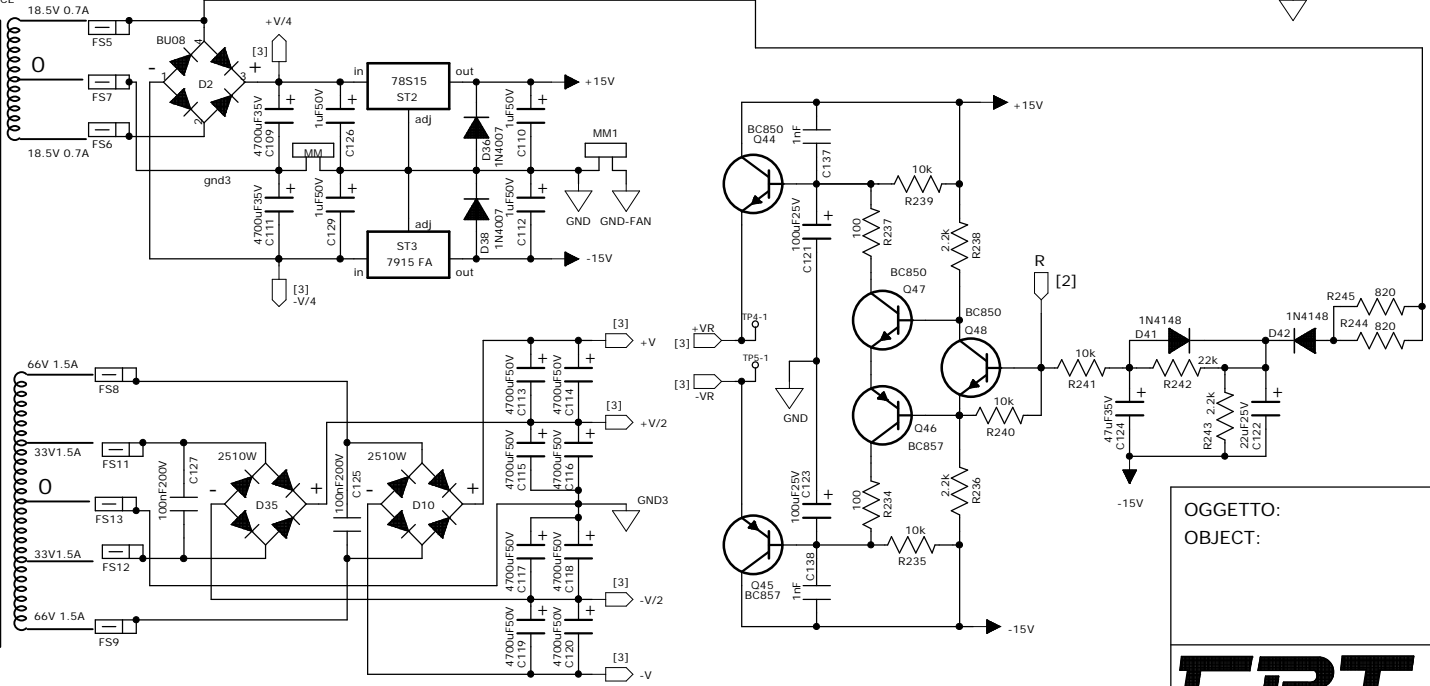 18.5V 0.7A
FS5
0
FS7
FS6
18.5V 0.7A
BU08
4
-
1
D2
3
+
2
+V/4
[3]
4700uF35V
C109
+
1uF50V
C126
+
in
78S15
ST2
out
adj
D36
1N4007
1uF50V
C110
+
+15V
MM
MM1
gnd3
4700uF35V
C111
+
1uF50V
C129
+
adj
ST3
7915 FA
in
out
D38
1N4007
1uF50V
C112
+
GND
GND-FAN
-15V
[3]
-V/4
66V 1.5A
FS8
33V1.5A
FS11
0
FS13
33V1.5A
FS12
66V 1.5A
FS9
100nF200V
C127
2510W
-
D35
+
100nF200V
C125
2510W
-
D10
+
4700uF50V
C113
+
4700uF50V
C114
+
4700uF50V
C115
+
4700uF50V
C116
+
4700uF50V
C117
+
4700uF50V
C118
+
4700uF50V
C119
+
4700uF50V
C120
+
[3]
+V
[3]
+V/2
GND3
[3]
-V/2
[3]
-V
+VR
[3]
TP4-1
TP5-1
[3]
-VR
BC850
Q44
1nF
C137
+15V
10k
R239
100uF25V
C121
+
100
R237
2.2k
R238
BC850
Q47
BC850
Q48
R
[2]
GND
Q46
BC857
10k
R240
100uF25V
C123
+
100
R234
2.2k
R236
10k
R235
Q45
BC857
1nF
C138
-15V
10k
R241
1N4148
D41
22k
R242
47uF35V
C124
+
2.2k
R243
22uF25V
C122
+
-15V
1N4148
D42
R245
820
R244
820
OGGETTO:
OBJECT: